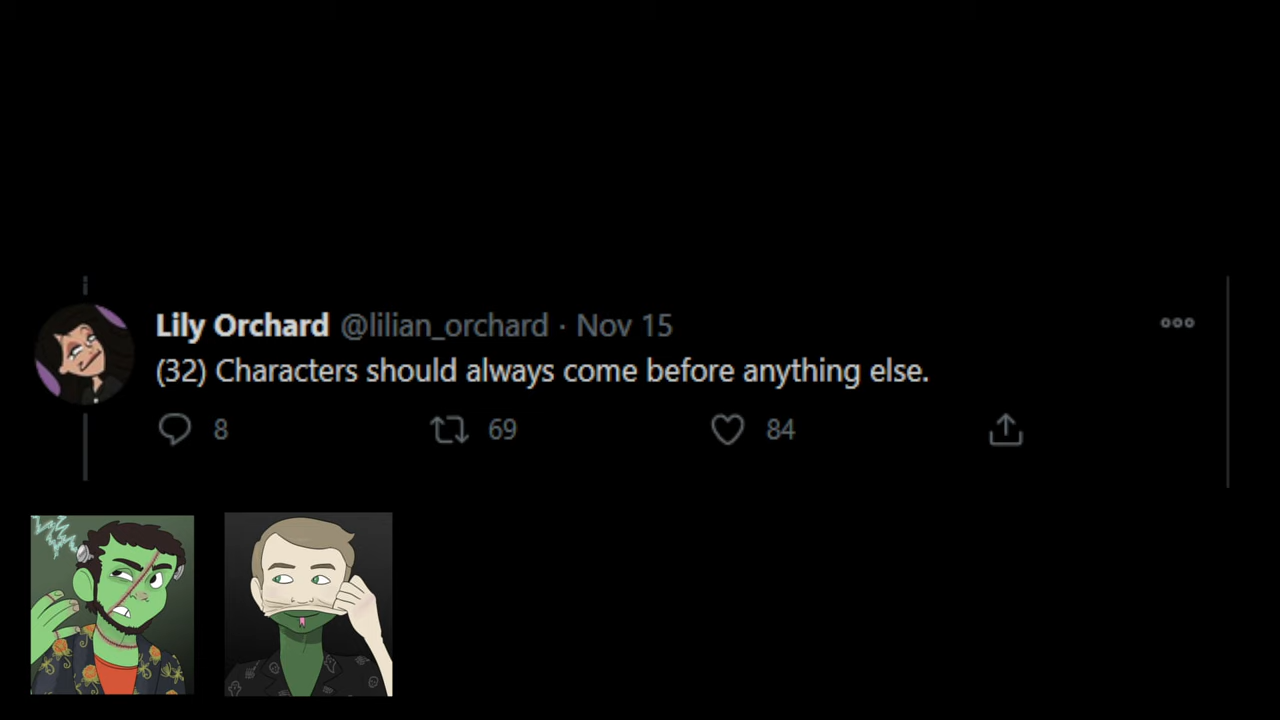 Lily Orchard @lilian_orchard · Nov 15
(32) Characters should always come before anything else.
8 69 84